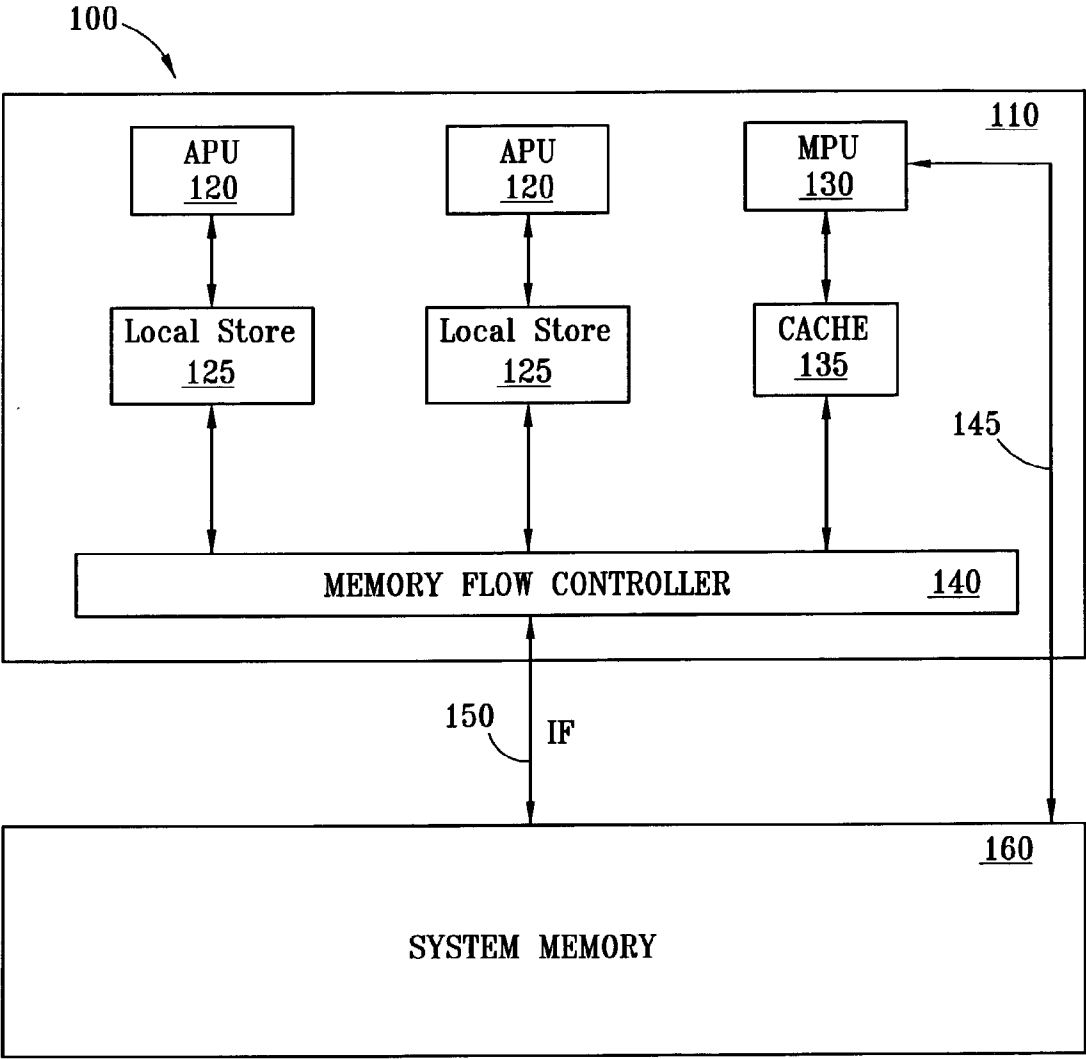 100
110
APU
120
APU
120
MPU
130
Local Store
125
Local Store
125
CACHE
135
145
MEMORY FLOW CONTROLLER 140
150
IF
160
SYSTEM MEMORY